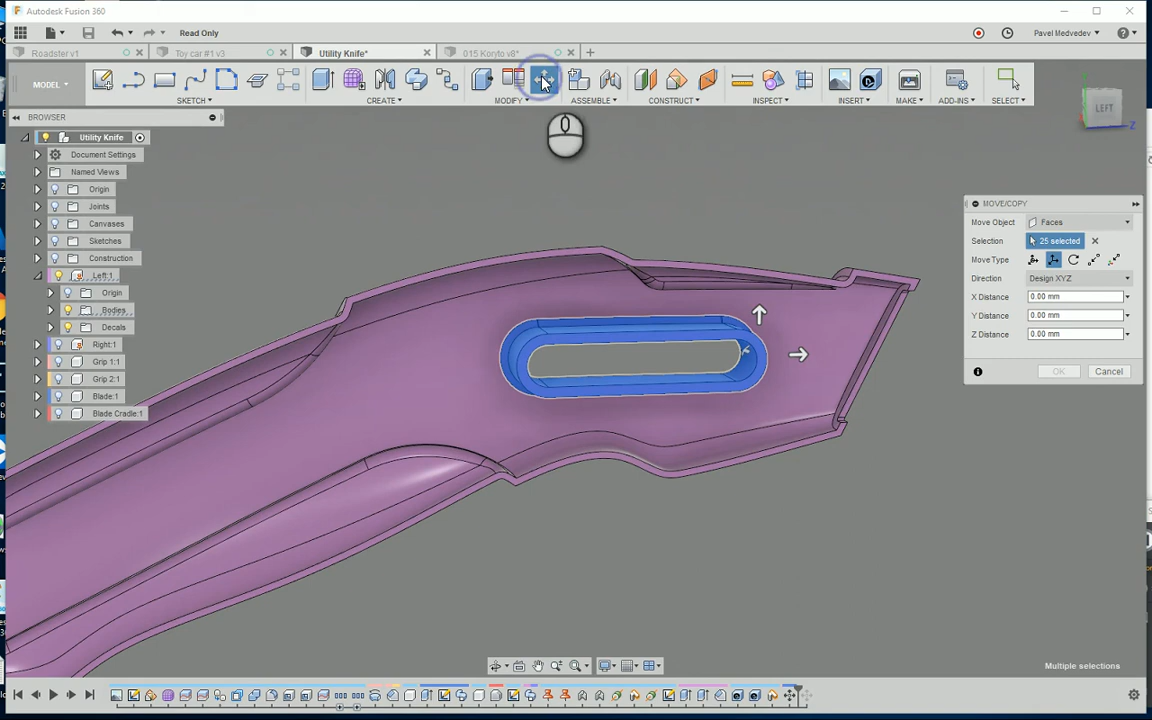 Autodesk Fusion 360
Read Only
Pavel Medvedev
Roadster v1
Toy car #1 v3
Utility Knife*
015 Koryto v8*
MODEL
SKETCH
CREATE
MODIFY
ASSEMBLE
CONSTRUCT
INSPECT
INSERT
MAKE
ADD-INS
SELECT
LEFT
Z
BROWSER
Utility Knife
Document Settings
Named Views
Origin
Joints
Canvases
Sketches
Construction
Left:1
Origin
Bodies
Decals
Right:1
Grip 1:1
Grip 2:1
Blade:1
Blade Cradle:1
MOVE/COPY
Move Object
Faces
Selection
25 selected
Move Type
Direction
Design XYZ
X Distance
0.00 mm
Y Distance
0.00 mm
Z Distance
0.00 mm
OK
Cancel
Multiple selections